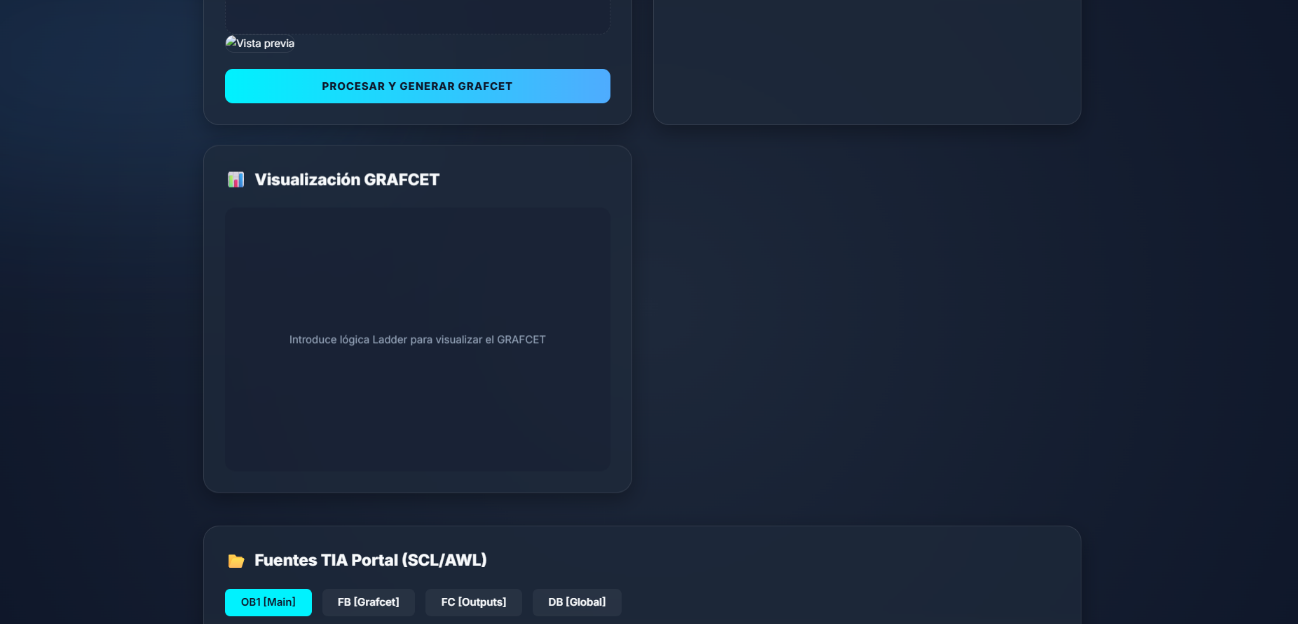 Vista previa
PROCESAR Y GENERAR GRAFCET
Visualización GRAFCET
Introduce lógica Ladder para visualizar el GRAFCET
Fuentes TIA Portal (SCL/AWL)
OB1 [Main] FB [Grafcet] FC [Outputs] DB [Global]